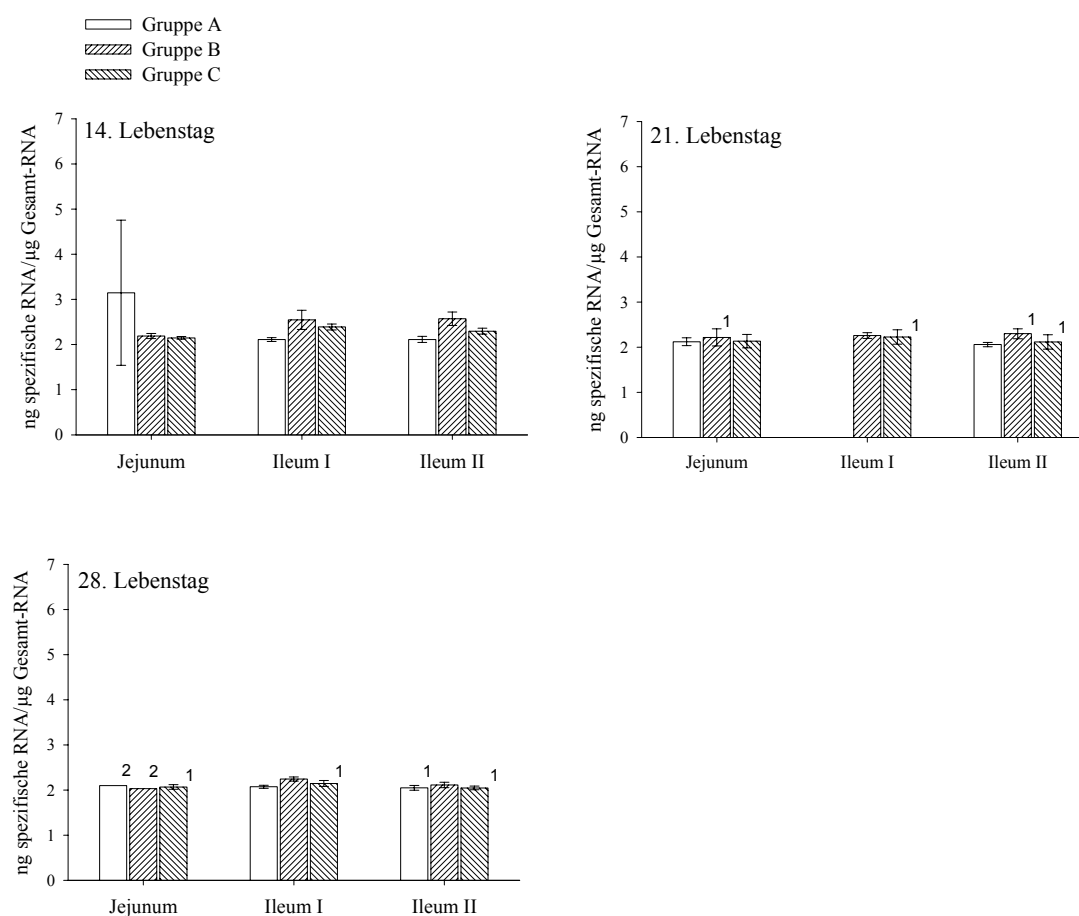 Gruppe A
Gruppe B
Gruppe C
14. Lebenstag
ng spezifische RNA/µg Gesamt-RNA
7
6
5
4
3
2
1
0
Jejunum Ileum I Ileum II
21. Lebenstag
ng spezifische RNA/µg Gesamt-RNA
7
6
5
4
3
2
1
0
1 1 1 1
Jejunum Ileum I Ileum II
28. Lebenstag
ng spezifische RNA/µg Gesamt-RNA
7
6
5
4
3
2
1
0
2 2 1 1 1 1
Jejunum Ileum I Ileum II